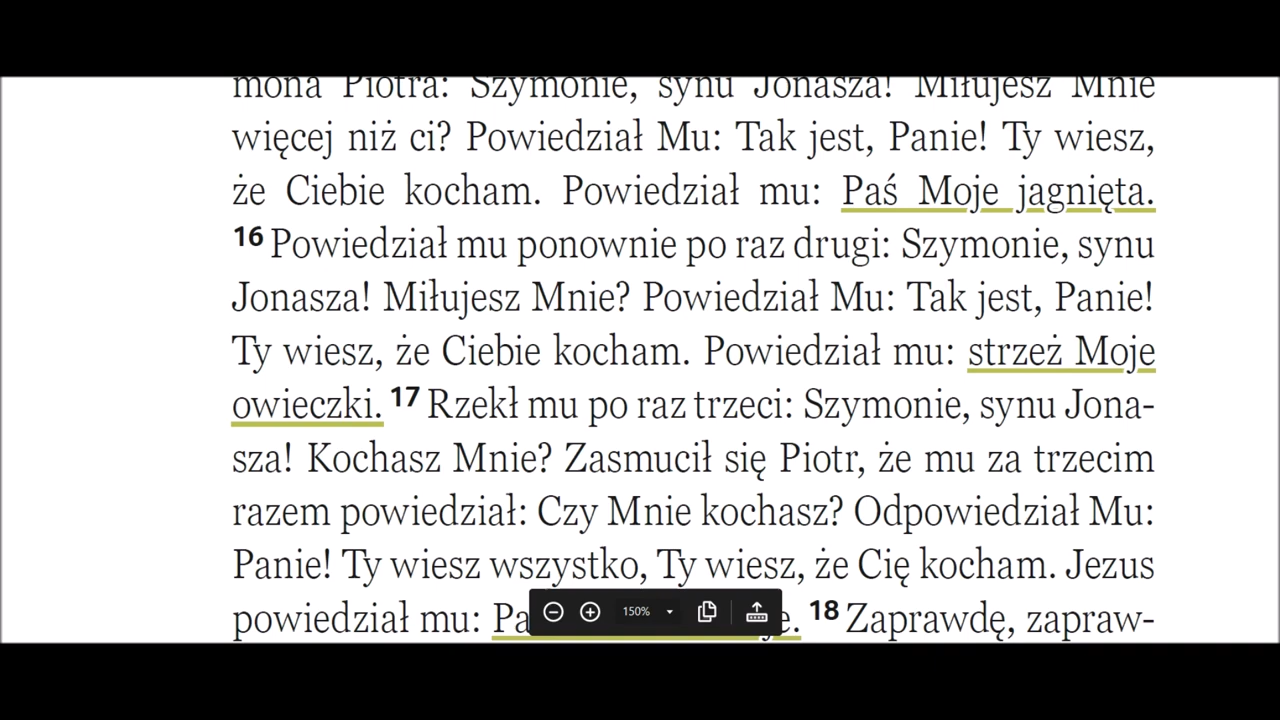 mona Piotra: Szymonie, synu Jonasza! Miłujesz Mnie
więcej niż ci? Powiedział Mu: Tak jest, Panie! Ty wiesz,
że Ciebie kocham. Powiedział mu: Paś Moje jagnięta.
16 Powiedział mu ponownie po raz drugi: Szymonie, synu
Jonasza! Miłujesz Mnie? Powiedział Mu: Tak jest, Panie!
Ty wiesz, że Ciebie kocham. Powiedział mu: strzeż Moje
owieczki. 17 Rzekł mu po raz trzeci: Szymonie, synu Jona-
sza! Kochasz Mnie? Zasmucił się Piotr, że mu za trzecim
razem powiedział: Czy Mnie kochasz? Odpowiedział Mu:
Panie! Ty wiesz wszystko, Ty wiesz, że Cię kocham. Jezus
powiedział mu: 18 Zaprawdę, zapraw-
150%